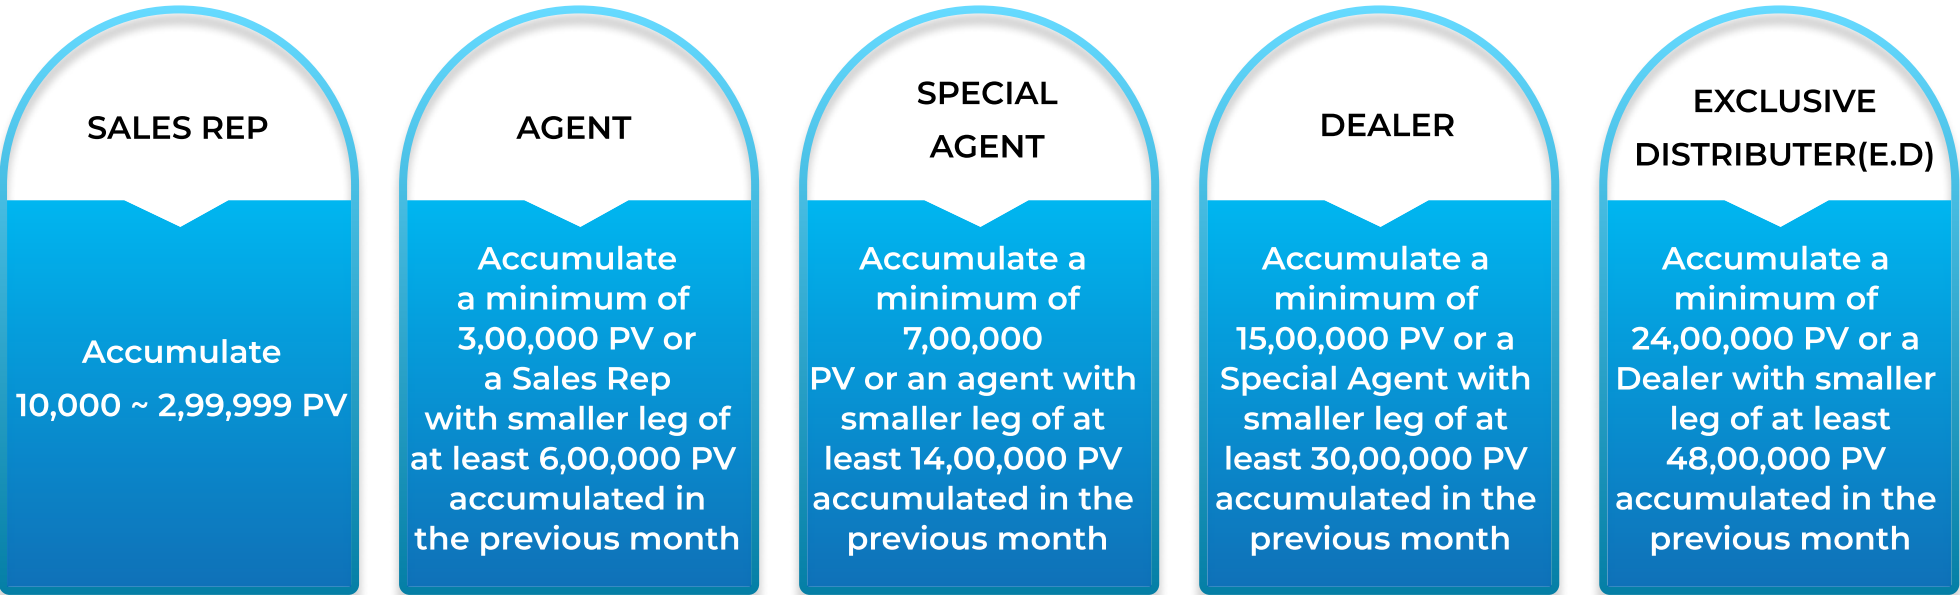 SALES REP
Accumulate
10,000 ~ 2,99,999 PV
AGENT
Accumulate
a minimum of
3,00,000 PV or
a Sales Rep
with smaller leg of
at least 6,00,000 PV
accumulated in
the previous month
SPECIAL
AGENT
Accumulate a
minimum of
7,00,000
PV or an agent with
smaller leg of at
least 14,00,000 PV
accumulated in the
previous month
DEALER
Accumulate a
minimum of
15,00,000 PV or a
Special Agent with
smaller leg of at
least 30,00,000 PV
accumulated in the
previous month
EXCLUSIVE
DISTRIBUTER(E.D)
Accumulate a
minimum of
24,00,000 PV or a
Dealer with smaller
leg of at least
48,00,000 PV
accumulated in the
previous month